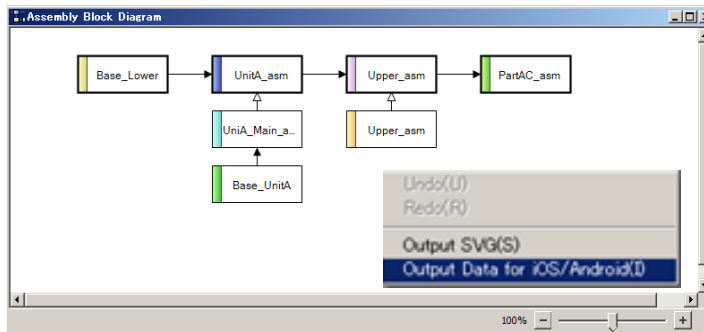 Assembly Block Diagram
Base_Lower
UnitA_asm
Upper_asm
PartAC_asm
UniA_Main_a...
Upper_asm
Base_UnitA
Undo(U)
Redo(R)
Output SVG(S)
Output Data for iOS/Android(I)
100%